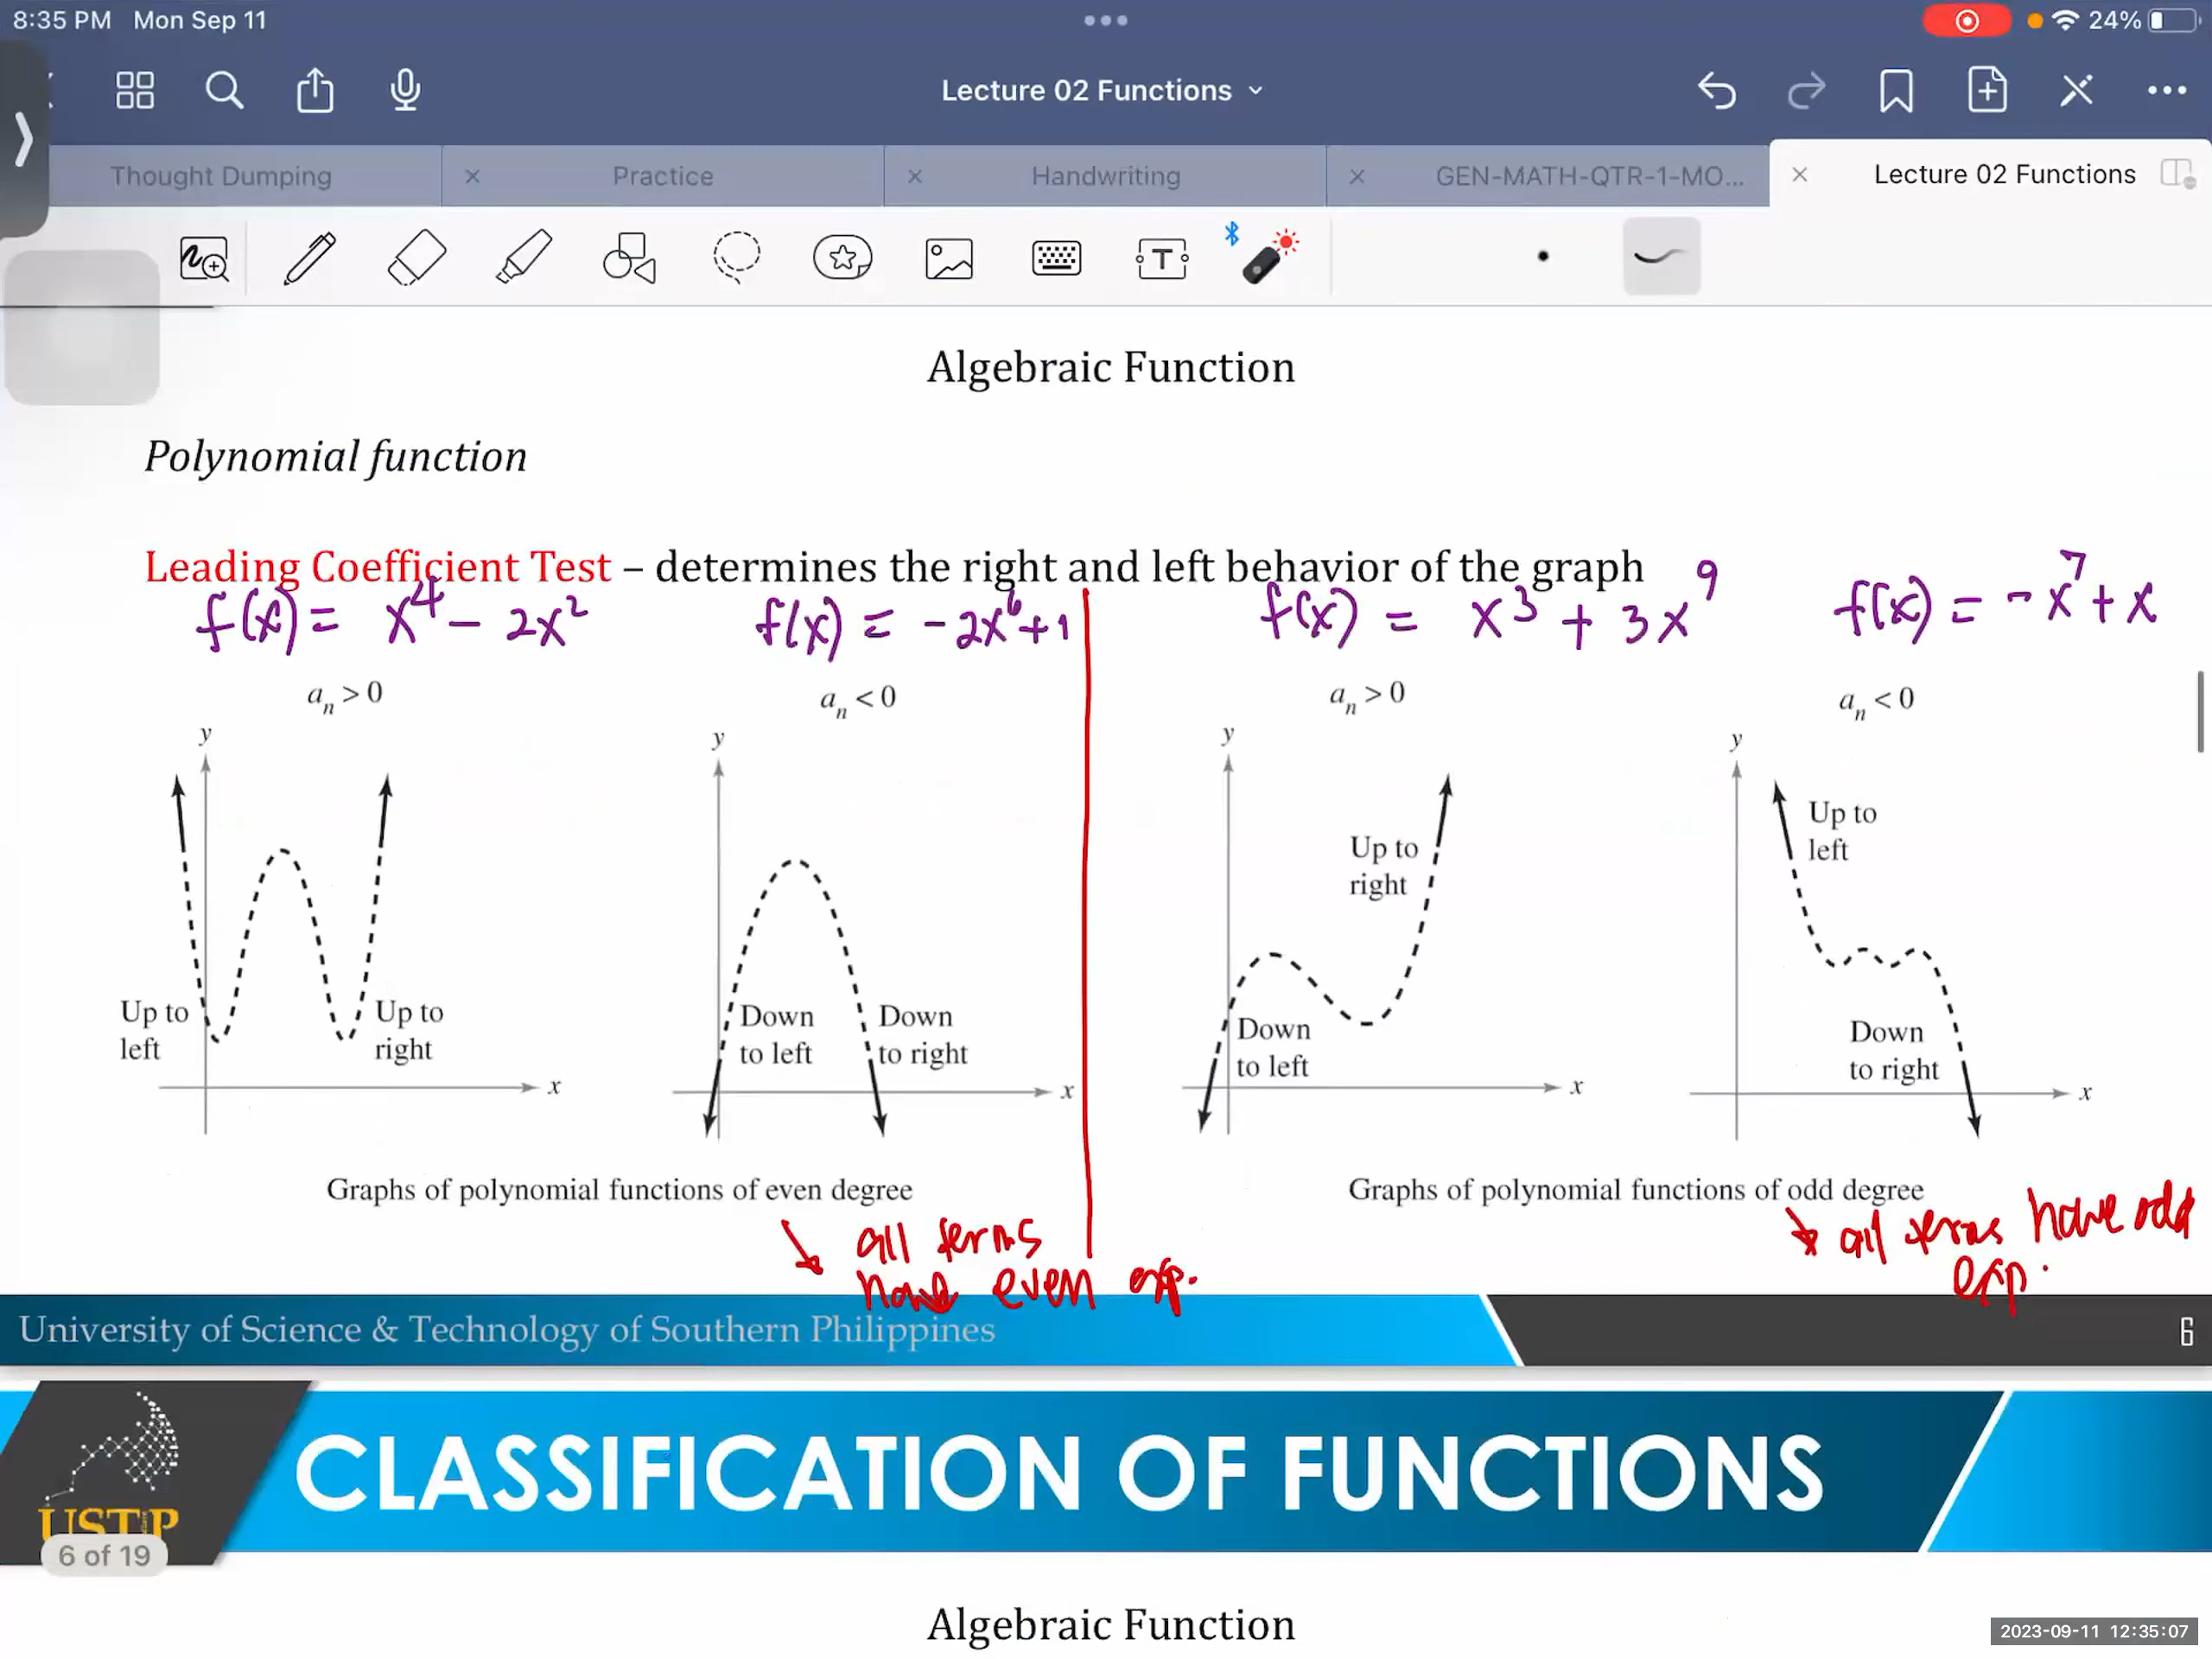 8:35 PM Mon Sep 11
24%
Lecture 02 Functions
Thought Dumping
Practice
Handwriting
GEN-MATH-QTR-1-MO...
Lecture 02 Functions
Algebraic Function
Polynomial function
Leading Coefficient Test – determines the right and left behavior of the graph
f(x) = x⁴ - 2x²
f(x) = -2x⁶+1
f(x) = x³ + 3x⁹
f(x) = -x⁷+x
aₙ > 0
aₙ < 0
aₙ > 0
aₙ < 0
y
Up to
left
Up to
right
x
y
Down
to left
Down
to right
x
y
Up to
right
Down
to left
x
y
Up to
left
Down
to right
x
Graphs of polynomial functions of even degree
Graphs of polynomial functions of odd degree
all terms
have even exp.
all terms have odd
exp.
University of Science & Technology of Southern Philippines
6
USTP
CLASSIFICATION OF FUNCTIONS
6 of 19
Algebraic Function
2023-09-11 12:35:07